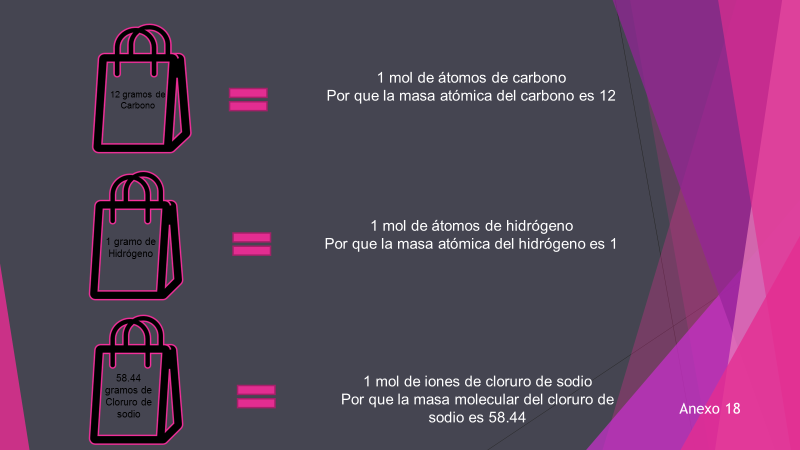 12 gramos de
Carbono
1 mol de átomos de carbono
Por que la masa atómica del carbono es 12
1 gramo de
Hidrógeno
1 mol de átomos de hidrógeno
Por que la masa atómica del hidrógeno es 1
58.44
gramos de
Cloruro de
sodio
1 mol de iones de cloruro de sodio
Por que la masa molecular del cloruro de
sodio es 58.44
Anexo 18